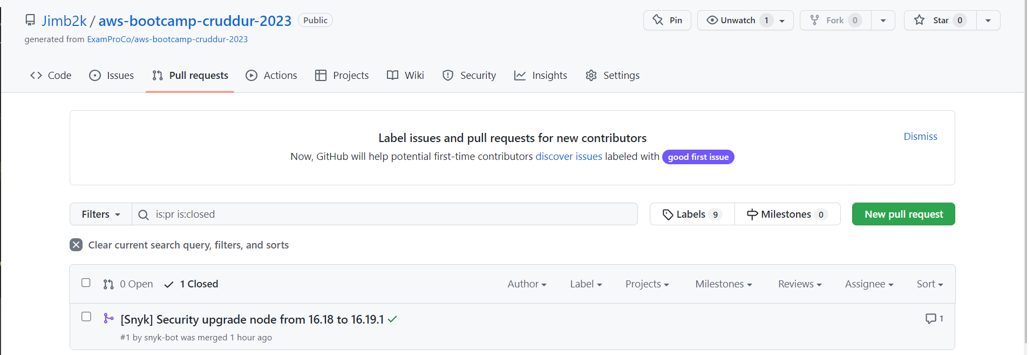 Jimb2k / aws-bootcamp-cruddur-2023 Public Pin Unwatch 1 Fork 0 Star 0
generated from ExamProCo/aws-bootcamp-cruddur-2023
Code Issues Pull requests Actions Projects Wiki Security Insights Settings
Label issues and pull requests for new contributors Dismiss
Now, GitHub will help potential first-time contributors discover issues labeled with good first issue
Filters is:pr is:closed Labels 9 Milestones 0 New pull request
Clear current search query, filters, and sorts
0 Open 1 Closed Author Label Projects Milestones Reviews Assignee Sort
[Snyk] Security upgrade node from 16.18 to 16.19.1 1
#1 by snyk-bot was merged 1 hour ago